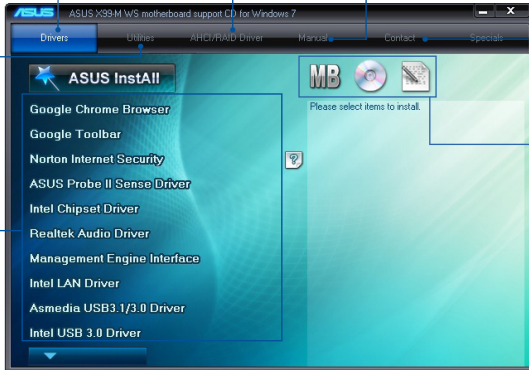 ASUS ASUS X99-M WS motherboard support CD for Windows 7
Drivers Utilities AHCI/RAID Driver Manual Contact Specials
ASUS InstAll
MB
Please select items to install.
Google Chrome Browser
Google Toolbar
Norton Internet Security
?
ASUS Probe II Sense Driver
Intel Chipset Driver
Realtek Audio Driver
Management Engine Interface
Intel LAN Driver
Asmedia USB3.1/3.0 Driver
Intel USB 3.0 Driver